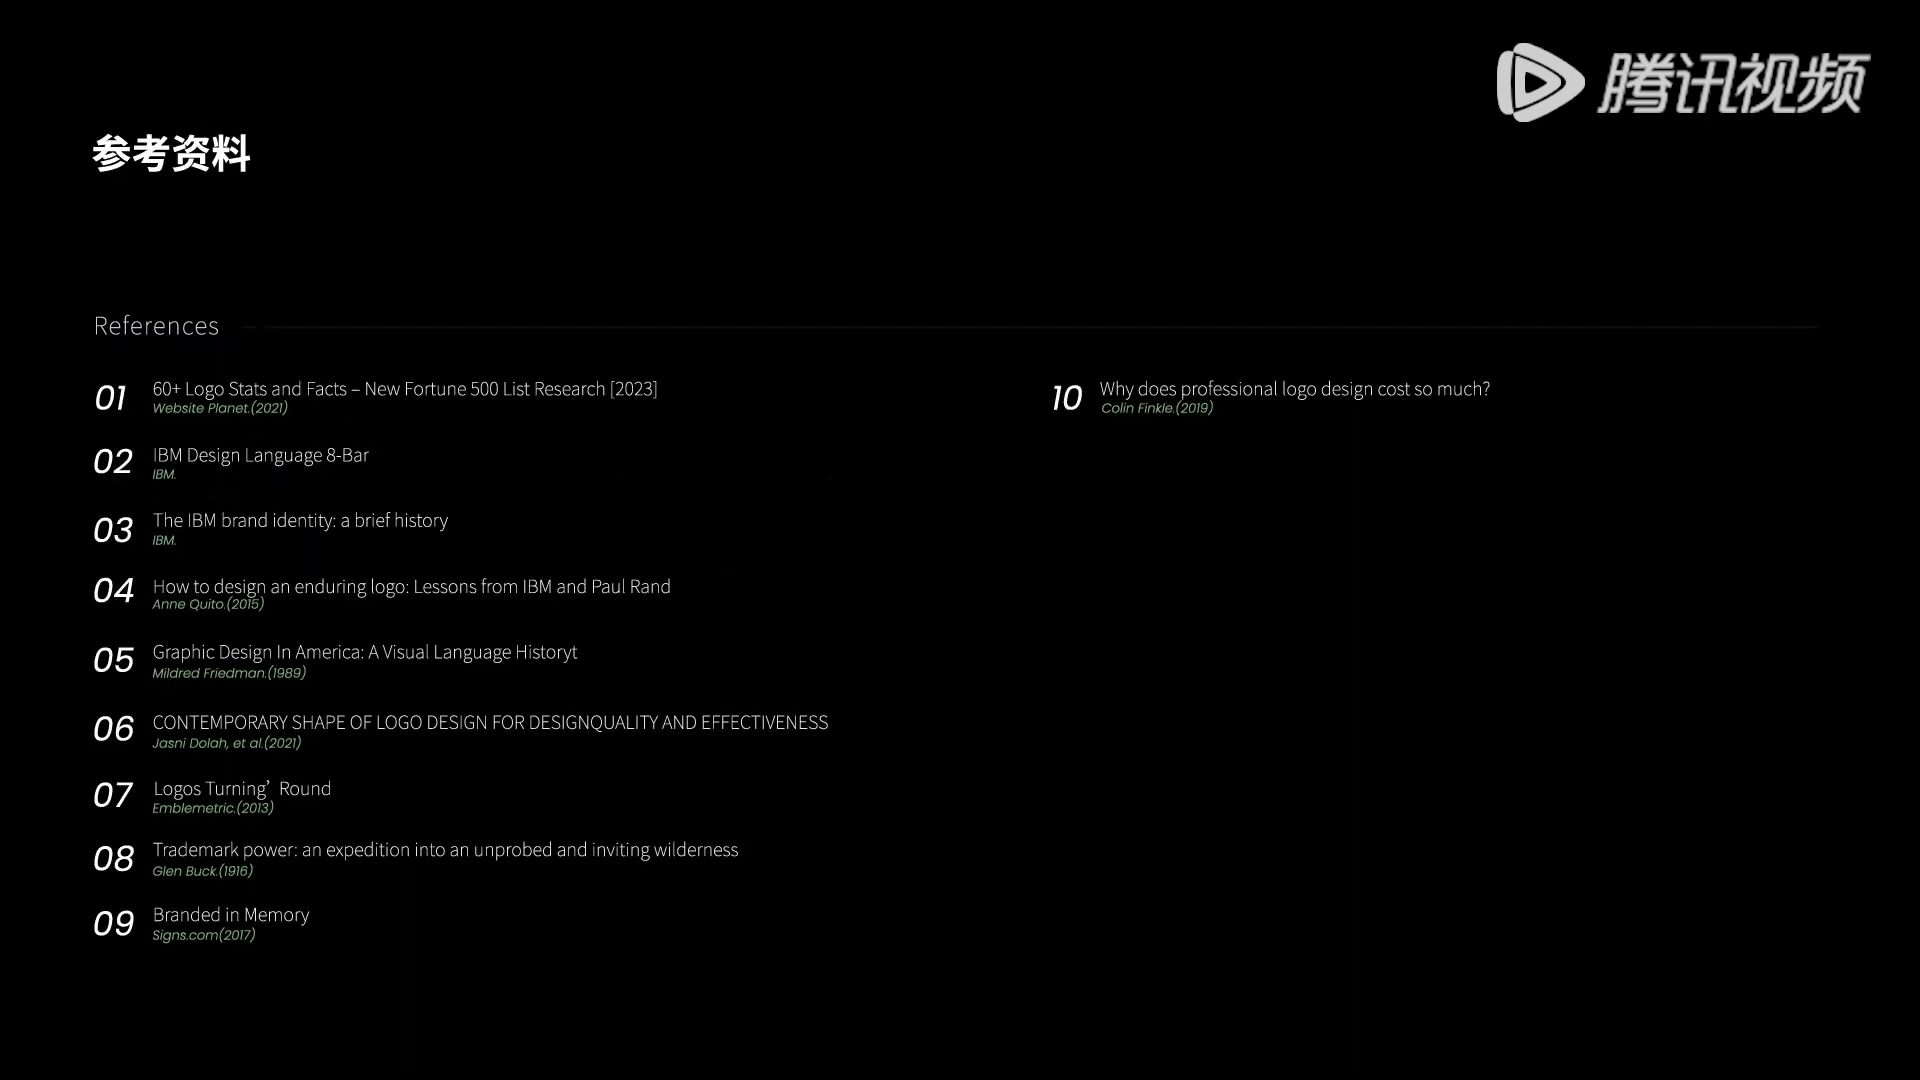 腾讯视频
参考资料
References
01 60+ Logo Stats and Facts – New Fortune 500 List Research [2023]
Website Planet.(2021)
02 IBM Design Language 8-Bar
IBM.
03 The IBM brand identity: a brief history
IBM.
04 How to design an enduring logo: Lessons from IBM and Paul Rand
Anne Quito.(2015)
05 Graphic Design In America: A Visual Language Historyt
Mildred Friedman.(1989)
06 CONTEMPORARY SHAPE OF LOGO DESIGN FOR DESIGNQUALITY AND EFFECTIVENESS
Jasni Dolah, et al.(2021)
07 Logos Turning’ Round
Emblemetric.(2013)
08 Trademark power: an expedition into an unprobed and inviting wilderness
Glen Buck.(1916)
09 Branded in Memory
Signs.com(2017)
10 Why does professional logo design cost so much?
Colin Finkle.(2019)